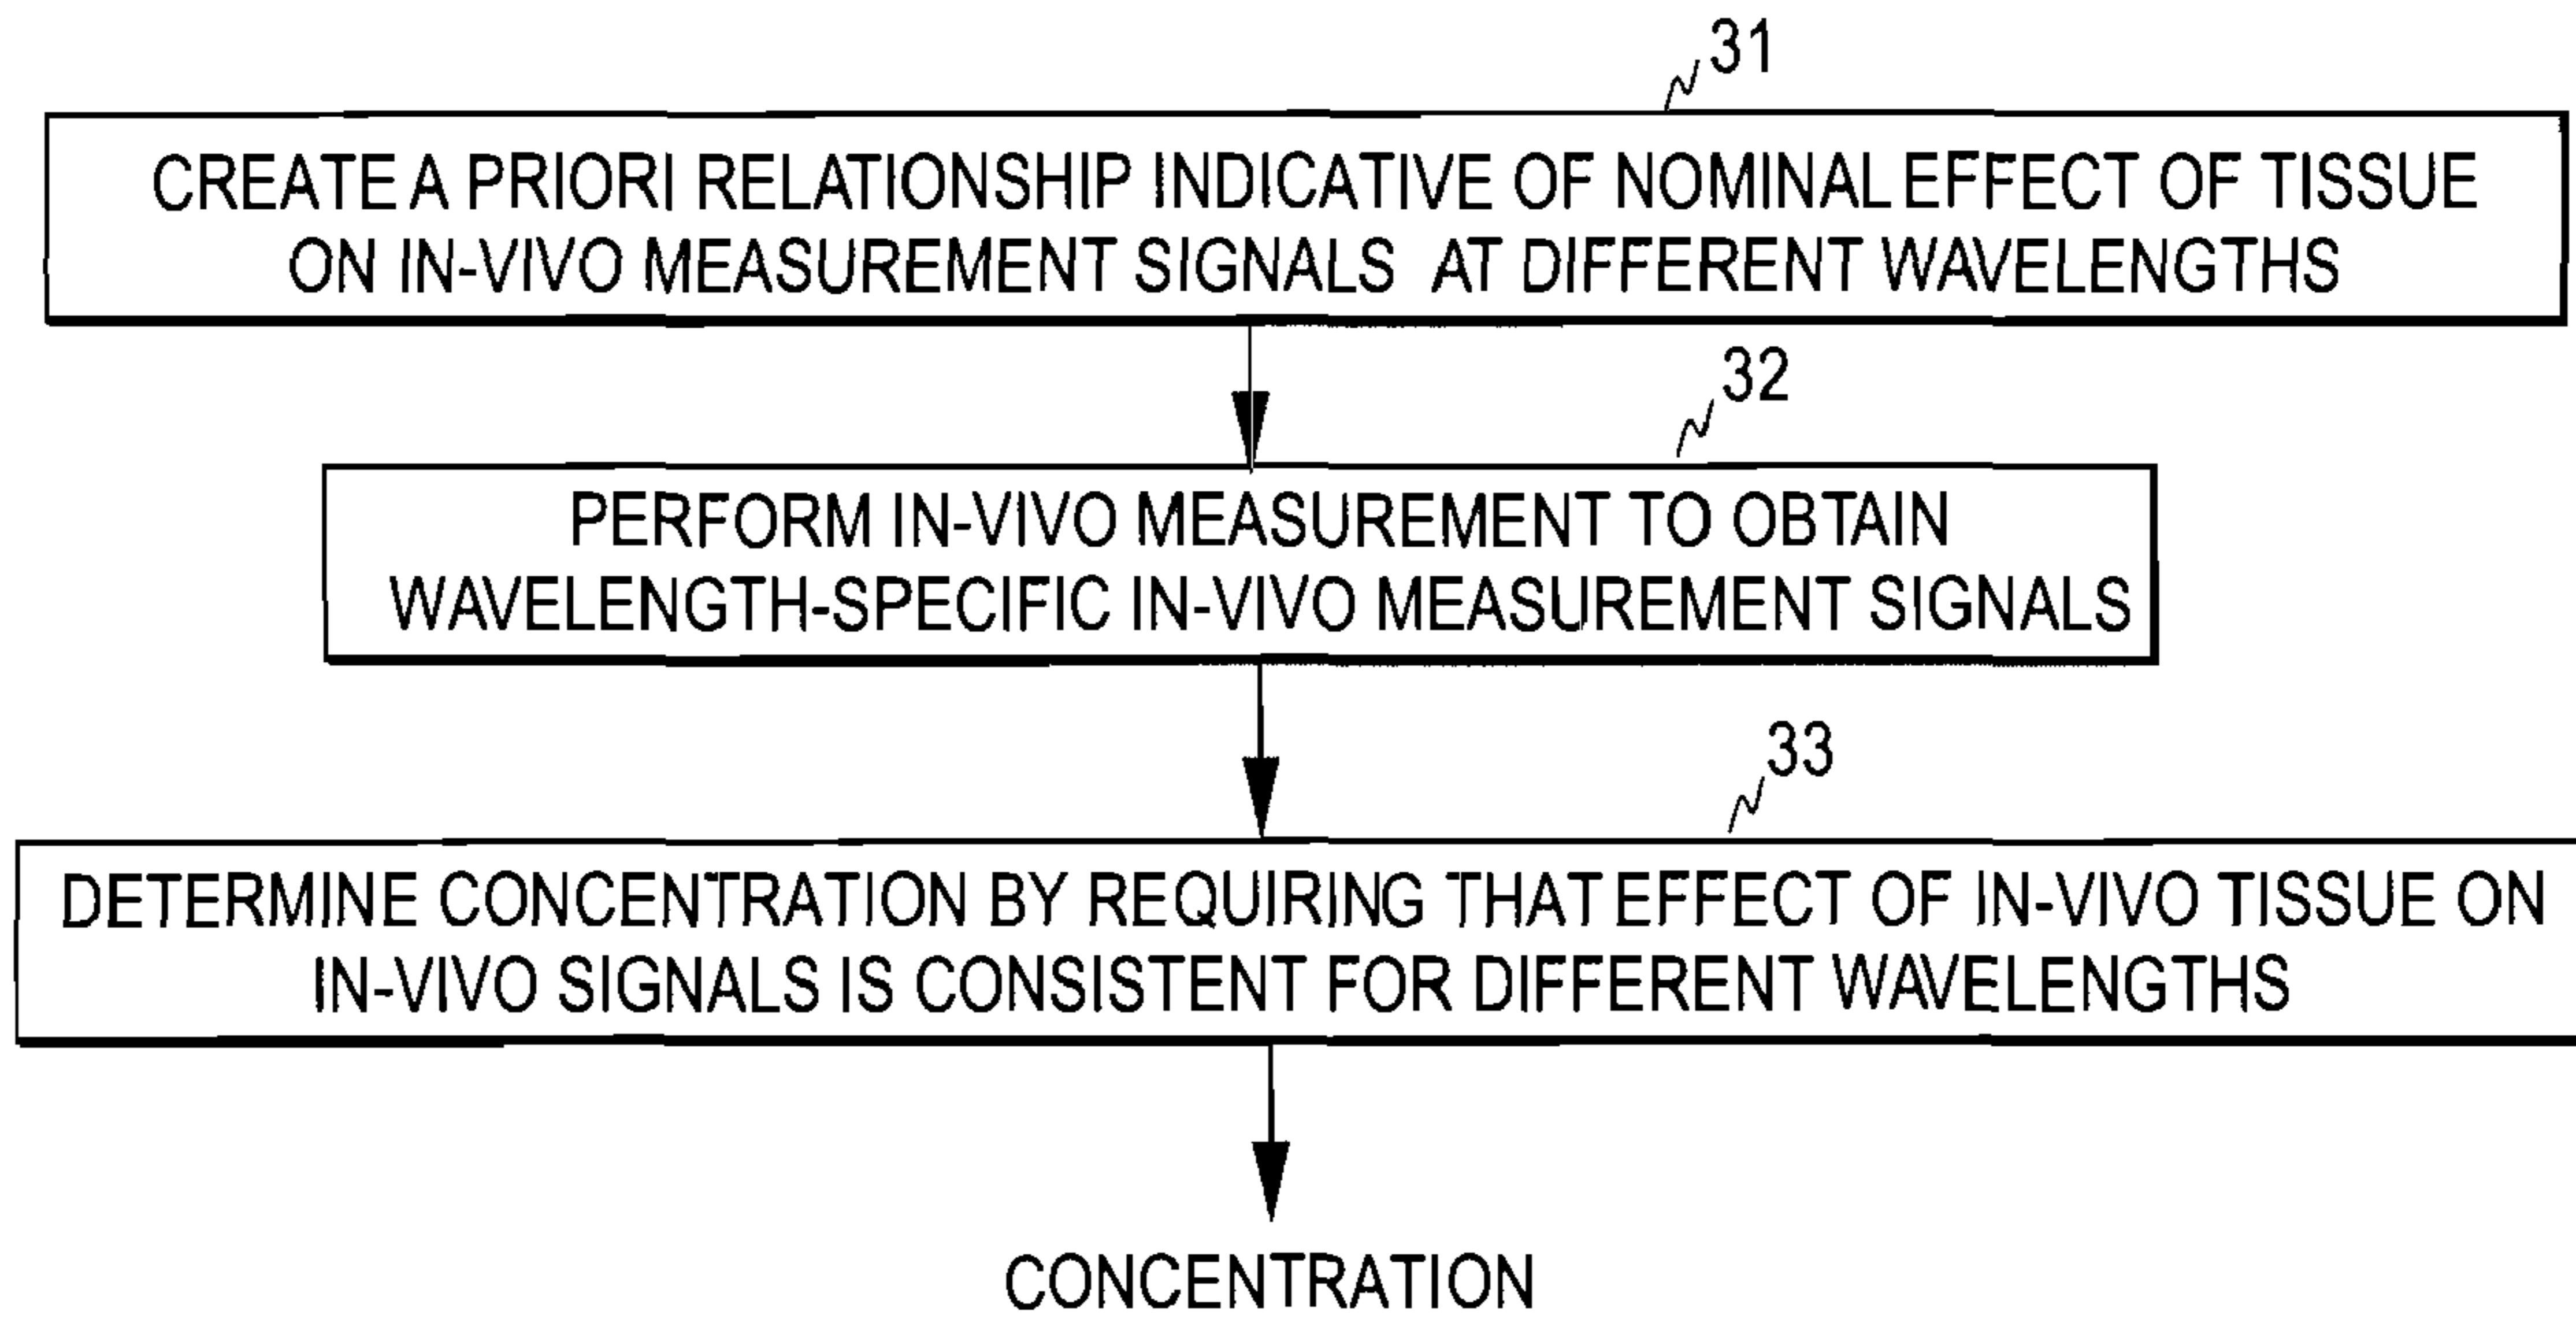 31
CREATE A PRIORI RELATIONSHIP INDICATIVE OF NOMINAL EFFECT OF TISSUE
ON IN-VIVO MEASUREMENT SIGNALS AT DIFFERENT WAVELENGTHS
32
PERFORM IN-VIVO MEASUREMENT TO OBTAIN
WAVELENGTH-SPECIFIC IN-VIVO MEASUREMENT SIGNALS
33
DETERMINE CONCENTRATION BY REQUIRING THAT EFFECT OF IN-VIVO TISSUE ON
IN-VIVO SIGNALS IS CONSISTENT FOR DIFFERENT WAVELENGTHS
CONCENTRATION